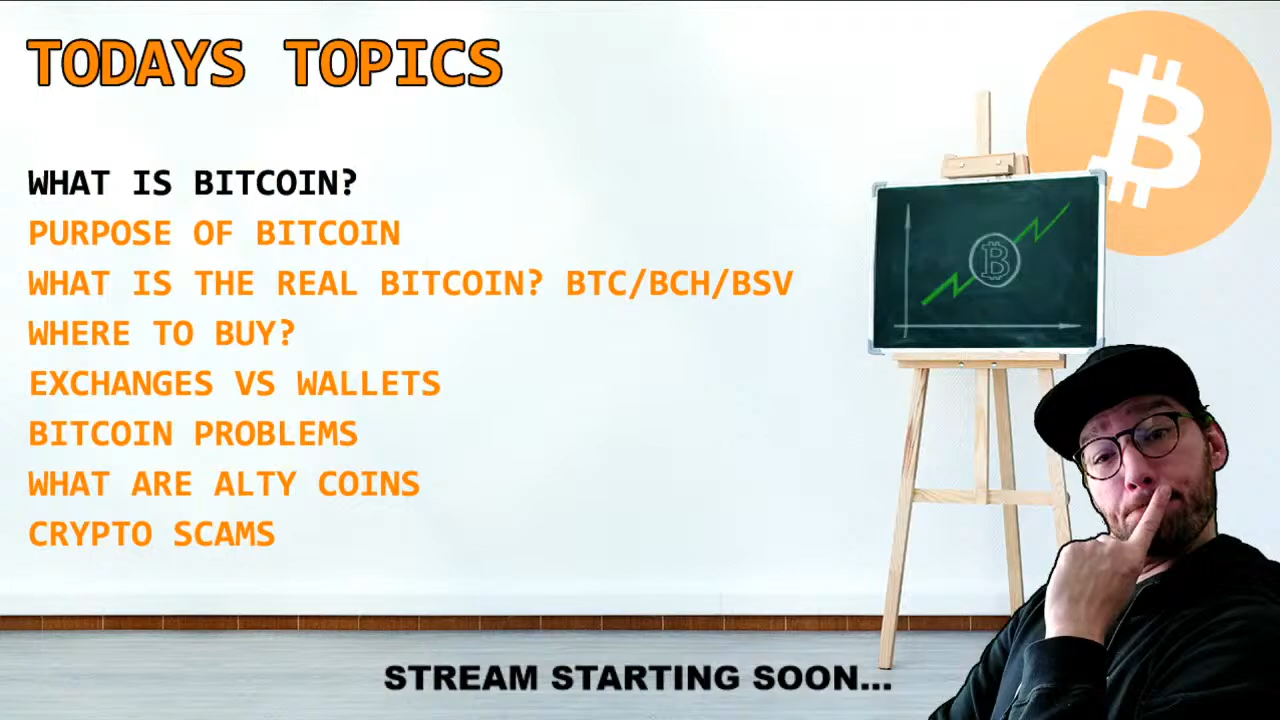 TODAYS TOPICS
WHAT IS BITCOIN?
PURPOSE OF BITCOIN
WHAT IS THE REAL BITCOIN? BTC/BCH/BSV
WHERE TO BUY?
EXCHANGES VS WALLETS
BITCOIN PROBLEMS
WHAT ARE ALTY COINS
CRYPTO SCAMS
STREAM STARTING SOON...